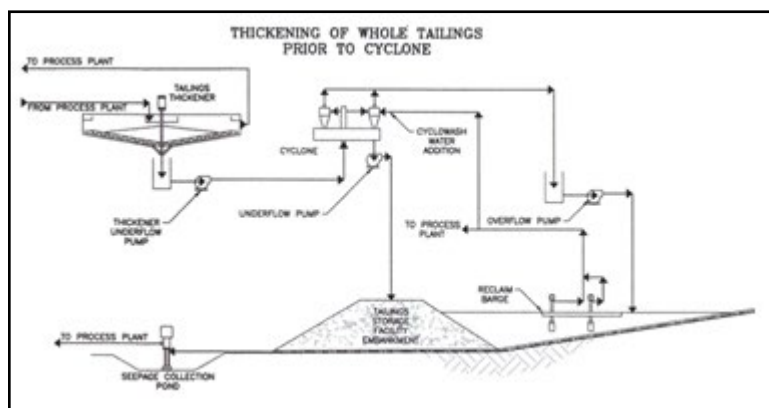 THICKENING OF WHOLE TAILINGS
PRIOR TO CYCLONE
TO PROCESS PLANT
TAILINGS
THICKENER
FROM PROCESS PLANT
CYCLONE
CYCLOWASH
WATER
ADDITION
THICKENER
UNDERFLOW
PUMP
UNDERFLOW PUMP
OVERFLOW PUMP
TO PROCESS
PLANT
RECLAIM
BARGE
TAILINGS
STORAGE
FACILITY
EMBANKMENT
TO PROCESS PLANT
SEEPAGE COLLECTION
POND